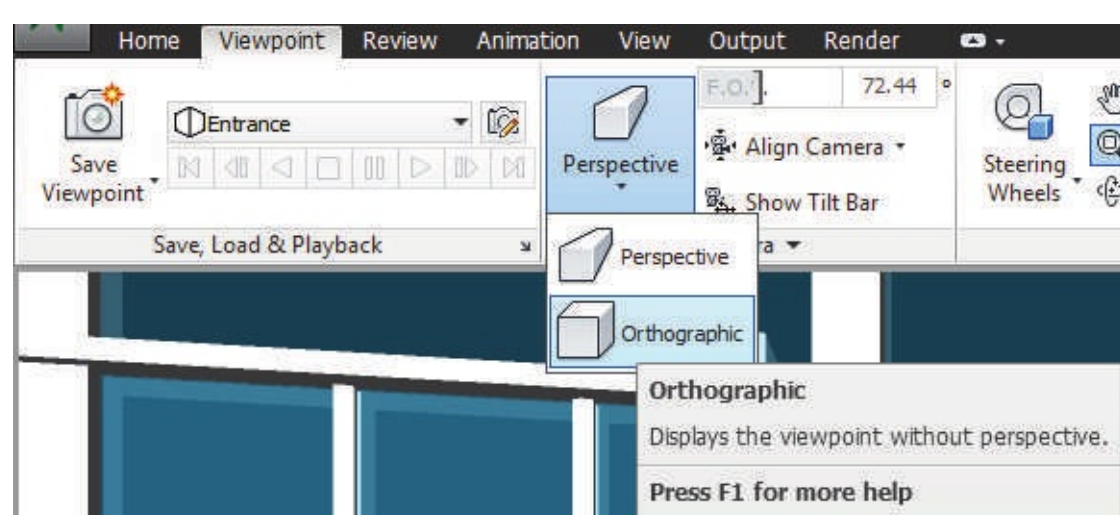 Home Viewpoint Review Animation View Output Render
Entrance
Save
Viewpoint
Save, Load & Playback
Perspective
72.44 °
Align Camera
Show Tilt Bar
Steering
Wheels
Perspective
Orthographic
Orthographic
Displays the viewpoint without perspective.
Press F1 for more help